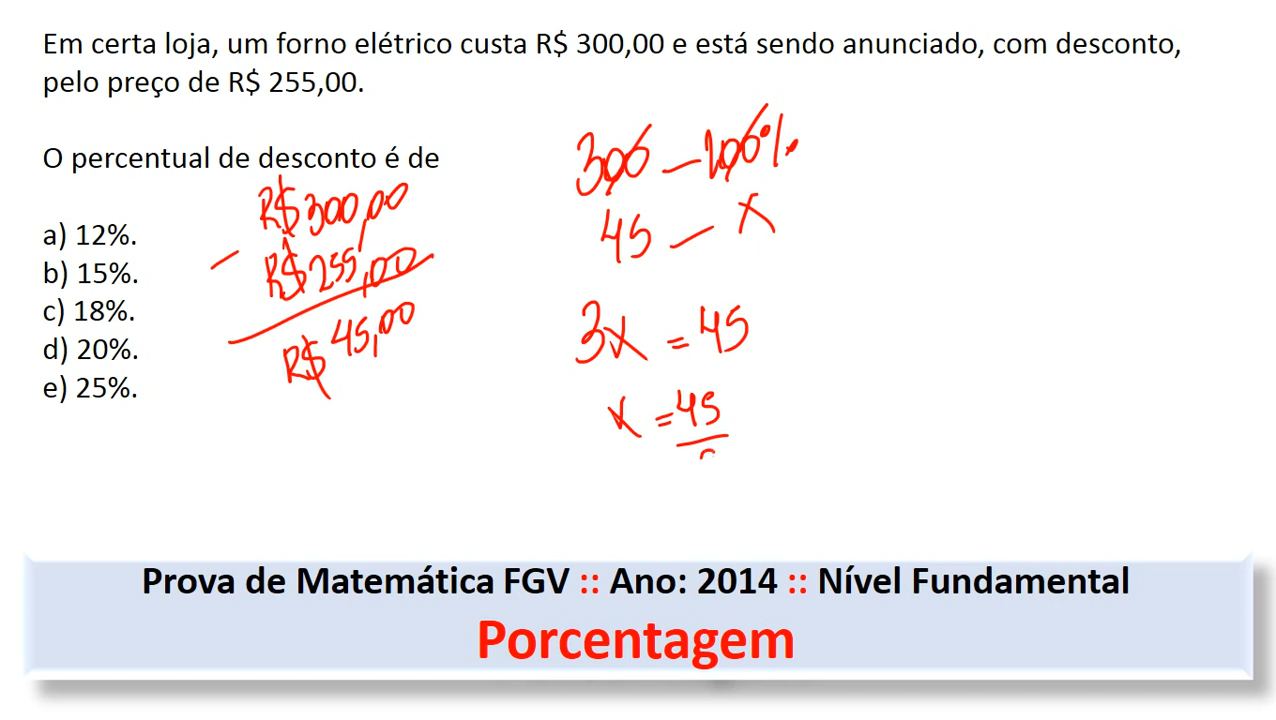 Em certa loja, um forno elétrico custa R$ 300,00 e está sendo anunciado, com desconto,
pelo preço de R$ 255,00.
O percentual de desconto é de
a) 12%.
b) 15%.
c) 18%.
d) 20%.
e) 25%.
R$ 300,00
- R$ 255,00
R$ 45,00
300 — 100%
45 — x
3x = 45
x = 45
Prova de Matemática FGV :: Ano: 2014 :: Nível Fundamental
Porcentagem